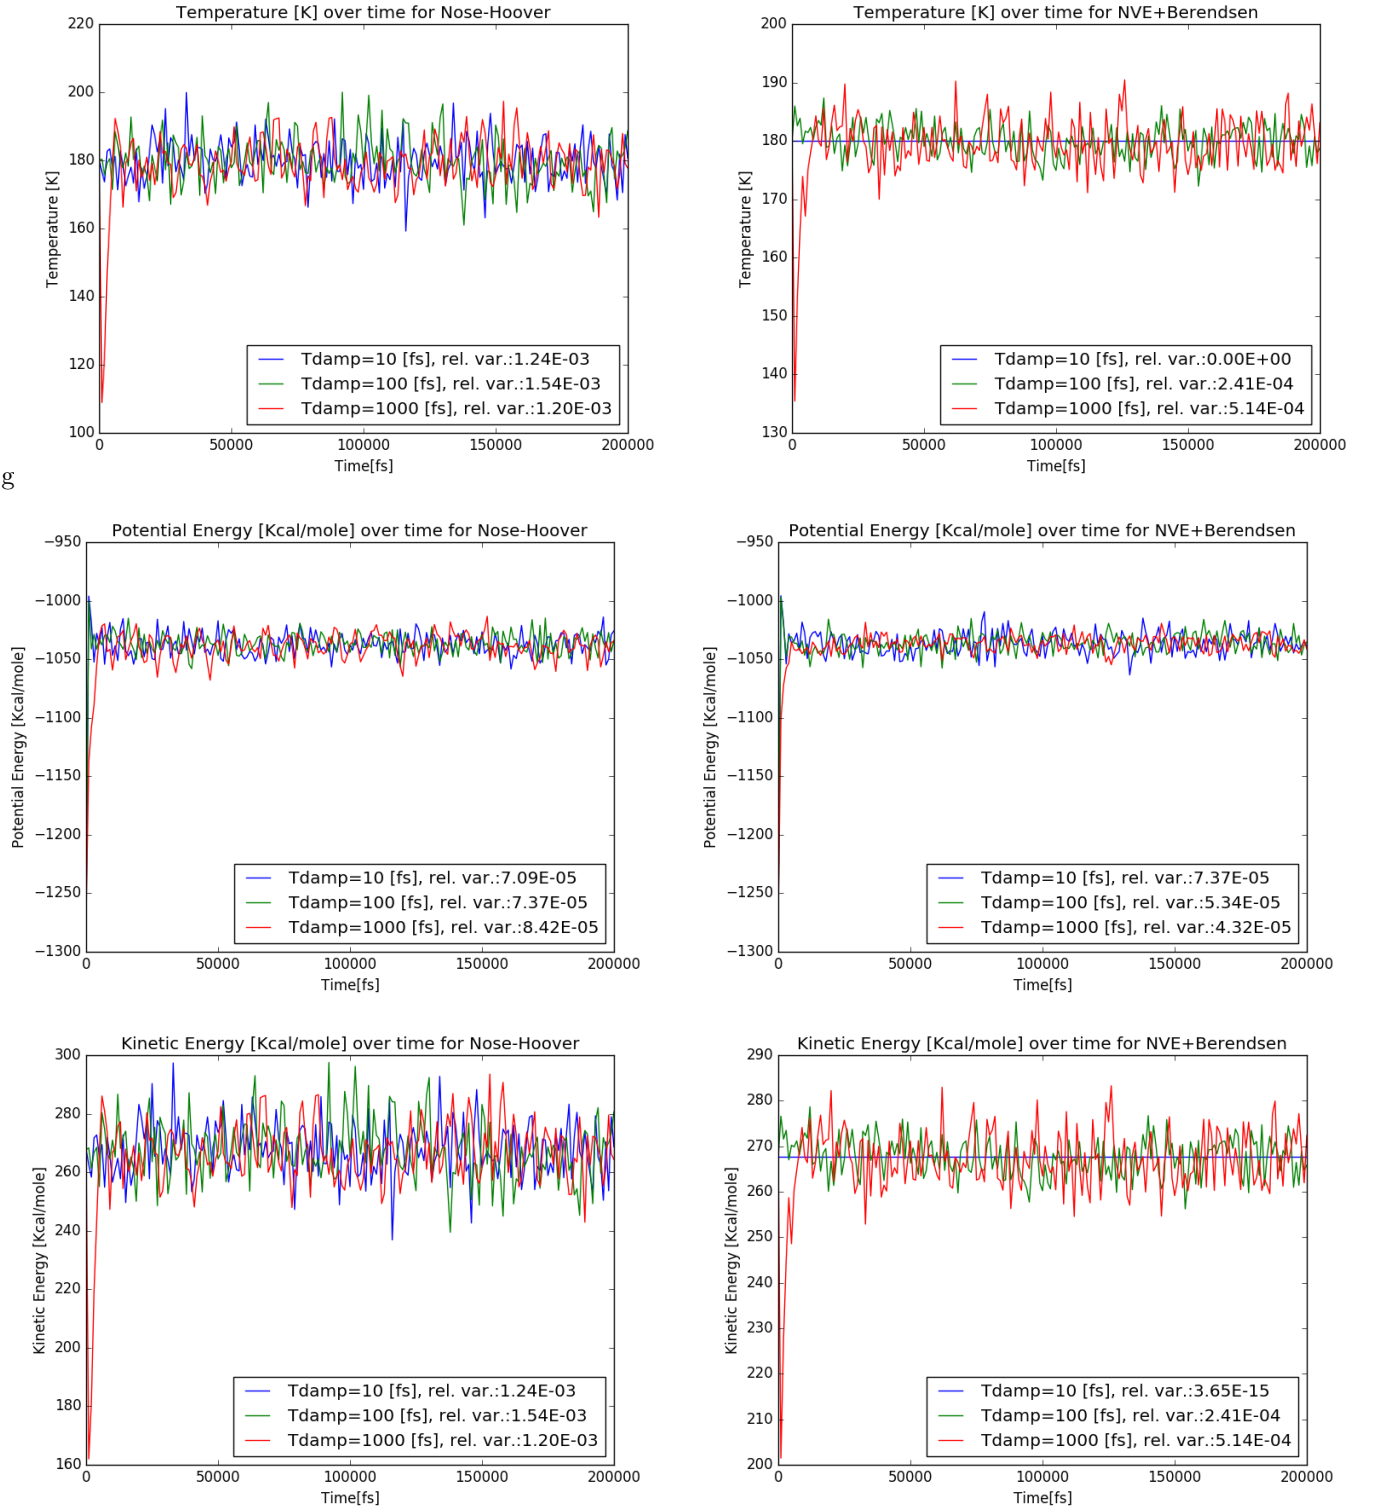 Temperature [K] over time for Nose-Hoover
220
200
180
160
140
120
100
Temperature [K]
Tdamp=10 [fs], rel. var.:1.24E-03
Tdamp=100 [fs], rel. var.:1.54E-03
Tdamp=1000 [fs], rel. var.:1.20E-03
0 50000 100000 150000 200000
Time[fs]
Temperature [K] over time for NVE+Berendsen
200
190
180
170
160
150
140
130
Temperature [K]
Tdamp=10 [fs], rel. var.:0.00E+00
Tdamp=100 [fs], rel. var.:2.41E-04
Tdamp=1000 [fs], rel. var.:5.14E-04
0 50000 100000 150000 200000
Time[fs]
g
Potential Energy [Kcal/mole] over time for Nose-Hoover
−950
−1000
−1050
−1100
−1150
−1200
−1250
−1300
Potential Energy [Kcal/mole]
Tdamp=10 [fs], rel. var.:7.09E-05
Tdamp=100 [fs], rel. var.:7.37E-05
Tdamp=1000 [fs], rel. var.:8.42E-05
0 50000 100000 150000 200000
Time[fs]
Potential Energy [Kcal/mole] over time for NVE+Berendsen
−950
−1000
−1050
−1100
−1150
−1200
−1250
−1300
Potential Energy [Kcal/mole]
Tdamp=10 [fs], rel. var.:7.37E-05
Tdamp=100 [fs], rel. var.:5.34E-05
Tdamp=1000 [fs], rel. var.:4.32E-05
0 50000 100000 150000 200000
Time[fs]
Kinetic Energy [Kcal/mole] over time for Nose-Hoover
300
280
260
240
220
200
180
160
Kinetic Energy [Kcal/mole]
Tdamp=10 [fs], rel. var.:1.24E-03
Tdamp=100 [fs], rel. var.:1.54E-03
Tdamp=1000 [fs], rel. var.:1.20E-03
0 50000 100000 150000 200000
Time[fs]
Kinetic Energy [Kcal/mole] over time for NVE+Berendsen
290
280
270
260
250
240
230
220
210
200
Kinetic Energy [Kcal/mole]
Tdamp=10 [fs], rel. var.:3.65E-15
Tdamp=100 [fs], rel. var.:2.41E-04
Tdamp=1000 [fs], rel. var.:5.14E-04
0 50000 100000 150000 200000
Time[fs]